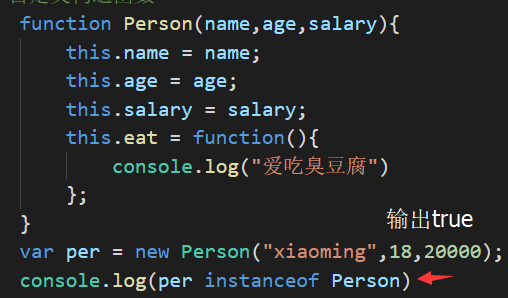 function Person(name,age,salary){
this.name = name;
this.age = age;
this.salary = salary;
this.eat = function(){
console.log("爱吃臭豆腐")
};
}
输出true
var per = new Person("xiaoming",18,20000);
console.log(per instanceof Person)